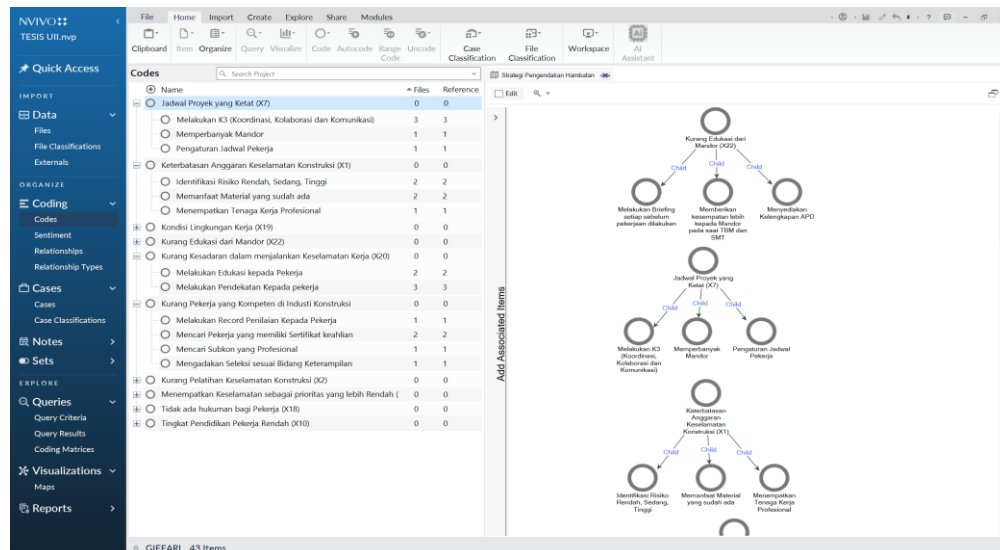 NVIVO
TESIS UII.nvp
Quick Access
IMPORT
Data
Files
File Classifications
Externals
ORGANIZE
Coding
Codes
Sentiment
Relationships
Relationship Types
Cases
Cases
Case Classifications
Notes
Sets
EXPLORE
Queries
Query Criteria
Query Results
Coding Matrices
Visualizations
Maps
Reports
File Home Import Create Explore Share Modules
Clipboard Item Organize Query Visualize Code Autocode Range Code Uncode Case Classification File Classification Workspace AI Assistant
Codes
Search Project
Name Files Reference
Jadwal Proyek yang Ketat (X7) 0 0
Melakukan K3 (Koordinasi, Kolaborasi dan Komunikasi) 3 3
Memperbanyak Mandor 1 1
Pengaturan Jadwal Pekerja 1 1
Keterbatasan Anggaran Keselamatan Konstruksi (X1) 0 0
Identifikasi Risiko Rendah, Sedang, Tinggi 2 2
Memanfaat Material yang sudah ada 2 2
Menempatkan Tenaga Kerja Profesional 1 1
Kondisi Lingkungan Kerja (X19) 0 0
Kurang Edukasi dari Mandor (X22) 0 0
Kurang Kesadaran dalam menjalankan Keselamatan Kerja (X20) 0 0
Melakukan Edukasi kepada Pekerja 2 2
Melakukan Pendekatan Kepada pekerja 3 3
Kurang Pekerja yang Kompeten di Industi Konstruksi 0 0
Melakukan Record Penilaian Kepada Pekerja 1 1
Mencari Pekerja yang memiliki Sertifikat keahlian 2 2
Mencari Subkon yang Profesional 1 1
Mengadakan Seleksi sesuai Bidang Keterampilan 1 1
Kurang Pelatihan Keselamatan Konstruksi (X2) 0 0
Menempatkan Keselamatan sebagai prioritas yang lebih Rendah ( 0 0
Tidak ada hukuman bagi Pekerja (X18) 0 0
Tingkat Pendidikan Pekerja Rendah (X10) 0 0
GIFFARI 43 Items
Strategi Pengendalian Hambatan
Edit
Add Associated Items
Kurang Edukasi dari
Mandor (X22)
Child Child Child
Melakukan Briefing
setiap sebelum
pekerjaan dilakukan
Memberikan
kesempatan lebih
kepada Mandor
pada saat TBM dan
SMT
Menyediakan
Kelengkapan APD
Jadwal Proyek yang
Ketat (X7)
Child Child Child
Melakukan K3
(Koordinasi,
Kolaborasi dan
Komunikasi)
Memperbanyak
Mandor
Pengaturan Jadwal
Pekerja
Keterbatasan
Anggaran
Keselamatan
Konstruksi (X1)
Child Child Child
Identifikasi Risiko
Rendah, Sedang,
Tinggi
Memanfaat Material
yang sudah ada
Menempatkan
Tenaga Kerja
Profesional